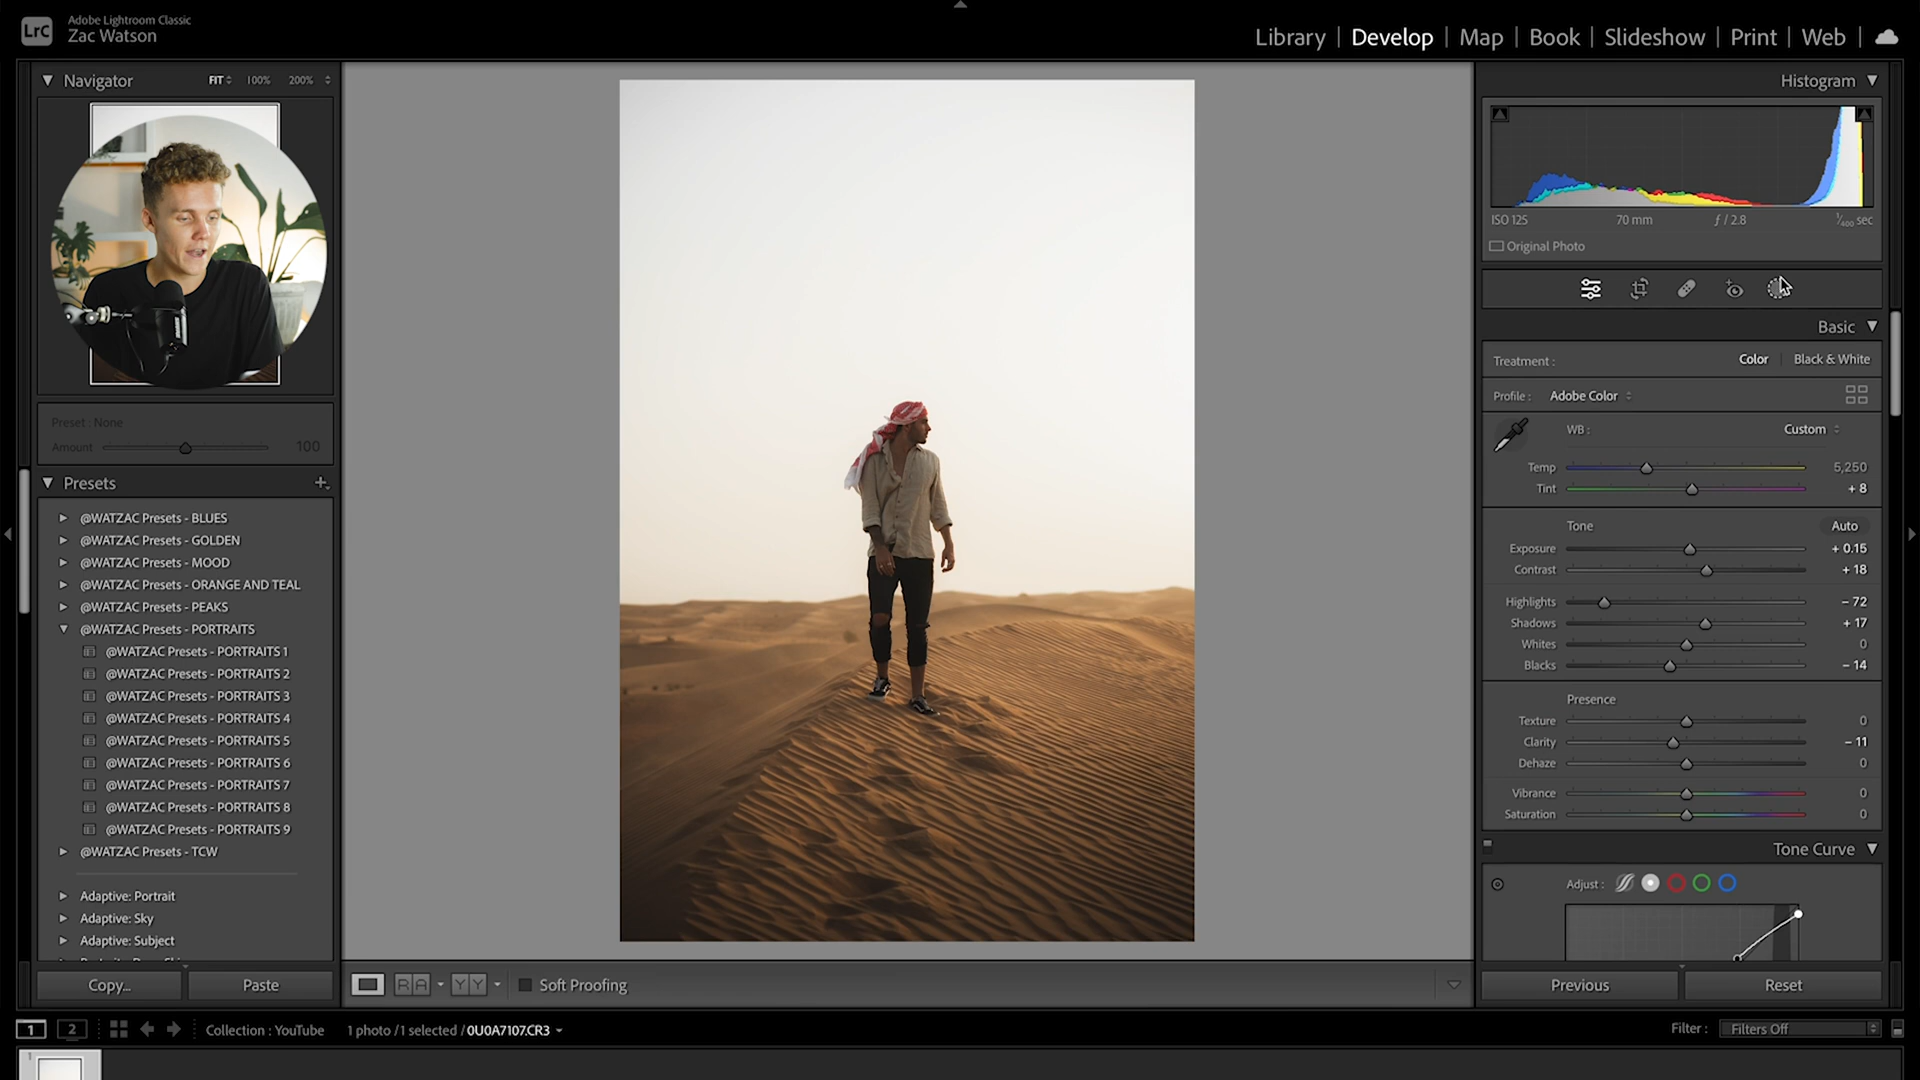 LrC
Adobe Lightroom Classic
Zac Watson
Library | Develop | Map | Book | Slideshow | Print | Web
Navigator FIT 100% 200%
Preset : None
Amount 100
Presets
@WATZAC Presets - BLUES
@WATZAC Presets - GOLDEN
@WATZAC Presets - MOOD
@WATZAC Presets - ORANGE AND TEAL
@WATZAC Presets - PEAKS
@WATZAC Presets - PORTRAITS
@WATZAC Presets - PORTRAITS 1
@WATZAC Presets - PORTRAITS 2
@WATZAC Presets - PORTRAITS 3
@WATZAC Presets - PORTRAITS 4
@WATZAC Presets - PORTRAITS 5
@WATZAC Presets - PORTRAITS 6
@WATZAC Presets - PORTRAITS 7
@WATZAC Presets - PORTRAITS 8
@WATZAC Presets - PORTRAITS 9
@WATZAC Presets - TCW
Adaptive: Portrait
Adaptive: Sky
Adaptive: Subject
Copy... Paste
R A Y Y Soft Proofing
Histogram
ISO 125 70 mm ƒ / 2.8 1/400 sec
Original Photo
Basic
Treatment : Color Black & White
Profile : Adobe Color
WB : Custom
Temp 5,250
Tint + 8
Tone Auto
Exposure + 0.15
Contrast + 18
Highlights − 72
Shadows + 17
Whites 0
Blacks − 14
Presence
Texture 0
Clarity − 11
Dehaze 0
Vibrance 0
Saturation 0
Tone Curve
Adjust :
Previous Reset
1 2 Collection : YouTube 1 photo / 1 selected / 0U0A7107.CR3 Filter : Filters Off
1